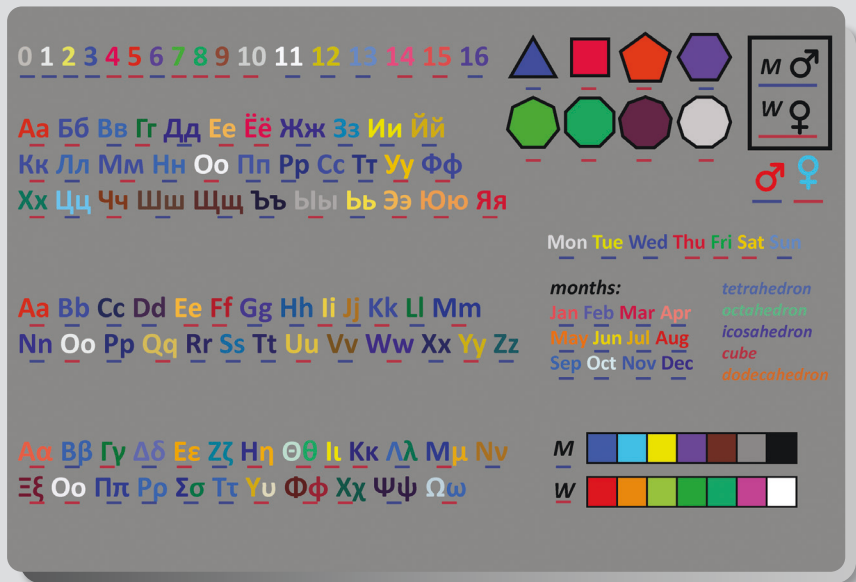 0 1 2 3 4 5 6 7 8 9 10 11 12 13 14 15 16
M ♂
W ♀
♂ ♀
Аа Бб Вв Гг Дд Ее Ёё Жж Зз Ии Йй
Кк Лл Мм Нн Оо Пп Рр Сс Тт Уу Фф
Хх Цц Чч Шш Щщ Ъъ Ыы Ьь Ээ Юю Яя
Mon Tue Wed Thu Fri Sat Sun
months:
Jan Feb Mar Apr
May Jun Jul Aug
Sep Oct Nov Dec
tetrahedron
octahedron
icosahedron
cube
dodecahedron
Aa Bb Cc Dd Ee Ff Gg Hh Ii Jj Kk Ll Mm
Nn Oo Pp Qq Rr Ss Tt Uu Vv Ww Xx Yy Zz
Αα Ββ Γγ Δδ Εε Ζζ Ηη Θθ Ιι Κκ Λλ Μμ Νν
Ξξ Οο Ππ Ρρ Σσ Ττ Υυ Φφ Χχ Ψψ Ωω
M
W